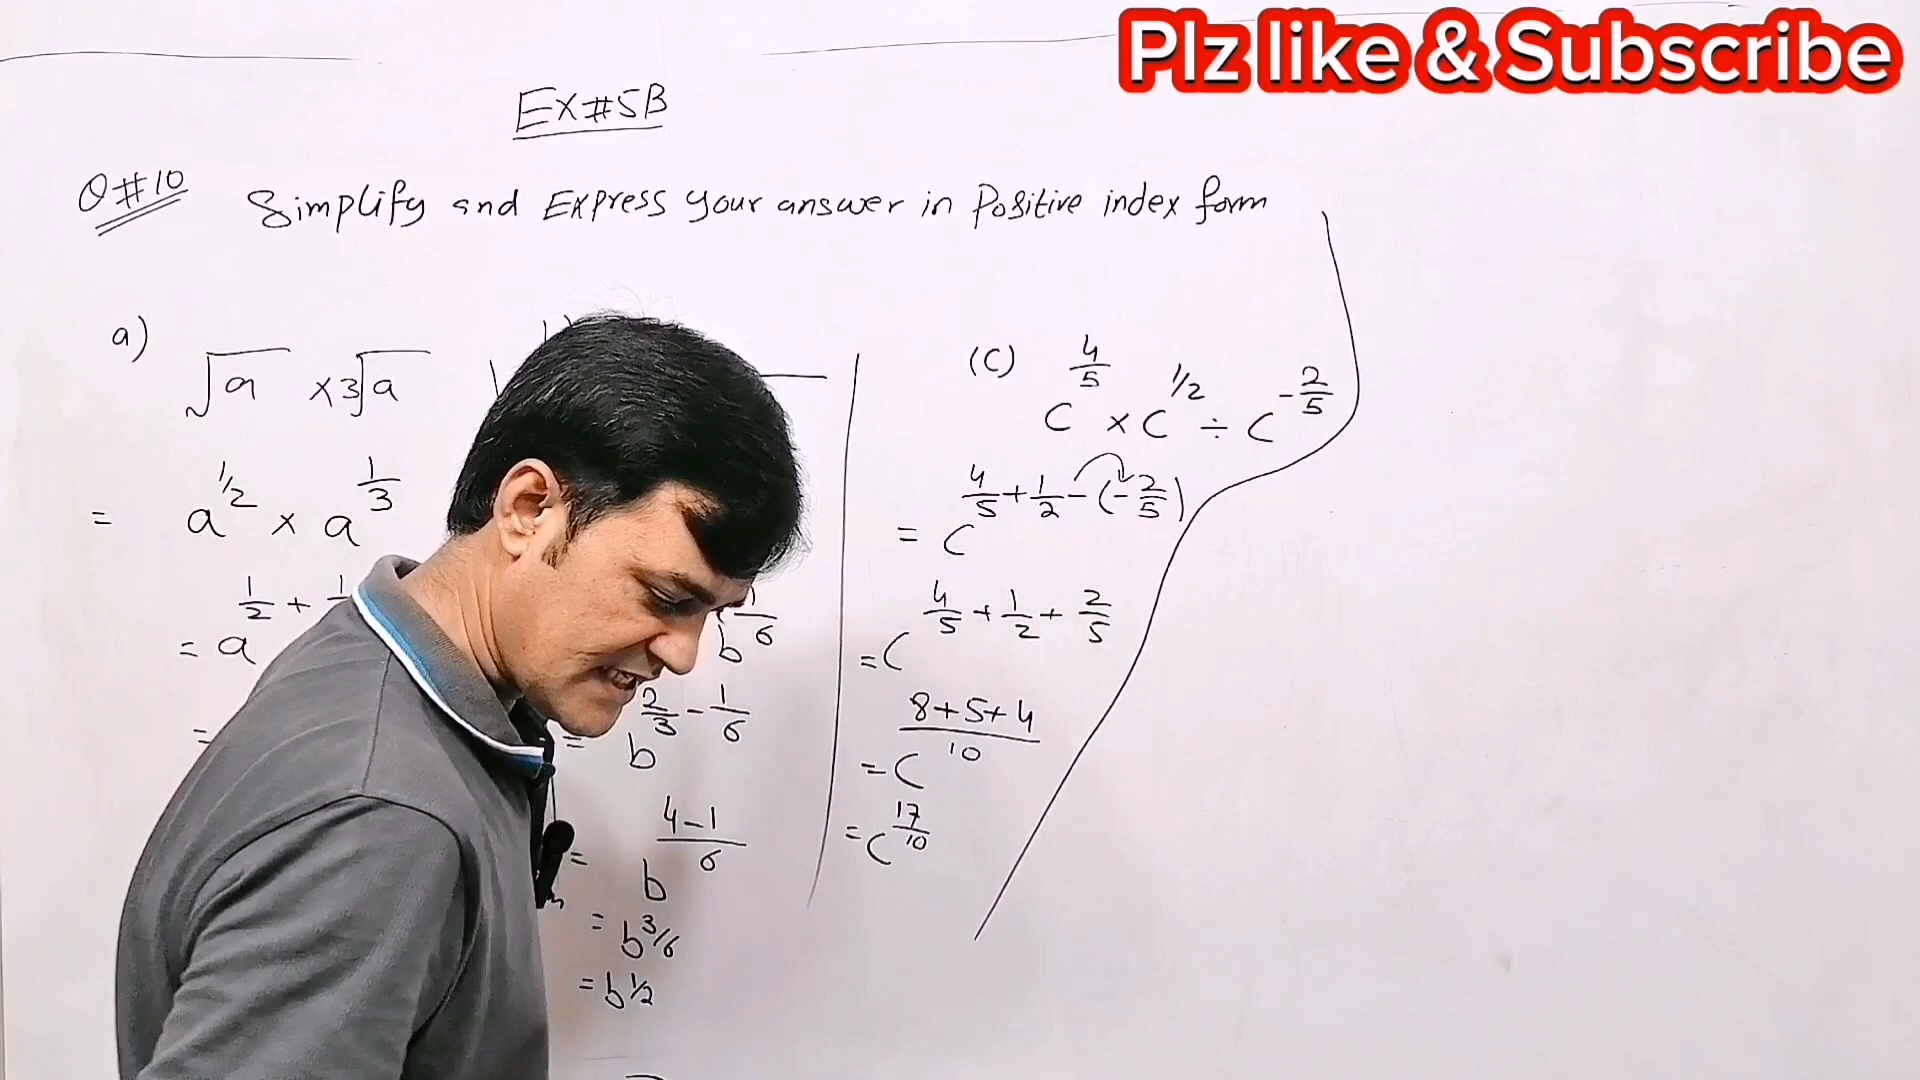 Plz like & Subscribe
EX#5B
Q#10 Simplify and Express your answer in Positive index form
a)
√a × 3√a
= a^1/2 × a^1/3
= a^1/2 +
=
b^1/6
= b^2/3 - 1/6
= b^(4-1)/6
= b^3/6
= b^1/2
(C) C^4/5 × C^1/2 ÷ C^-2/5
= C^4/5 + 1/2 - (-2/5)
= C^4/5 + 1/2 + 2/5
= C^(8+5+4)/10
= C^17/10